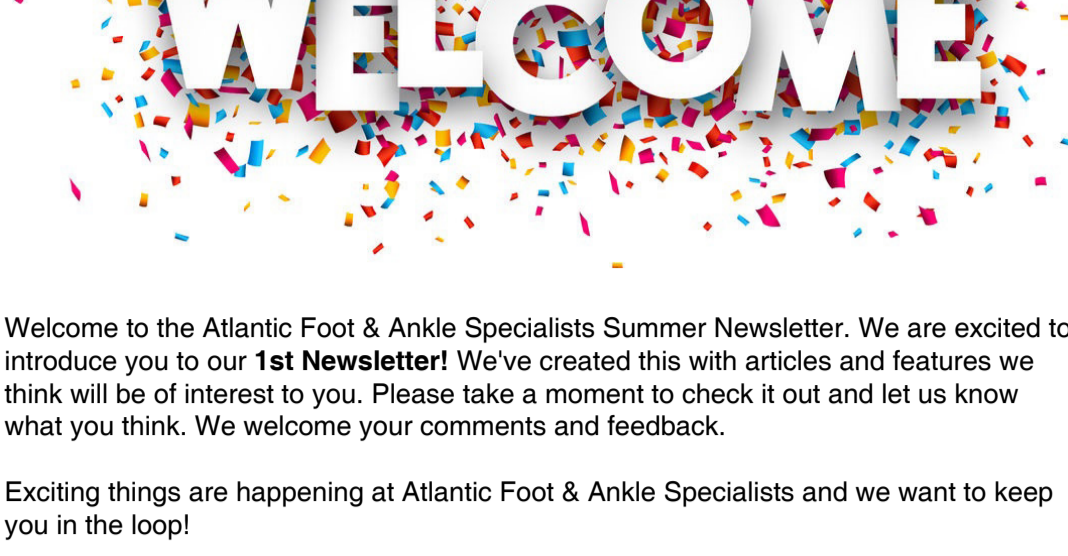 WELCOME
Welcome to the Atlantic Foot & Ankle Specialists Summer Newsletter. We are excited to
introduce you to our 1st Newsletter! We've created this with articles and features we
think will be of interest to you. Please take a moment to check it out and let us know
what you think. We welcome your comments and feedback.
Exciting things are happening at Atlantic Foot & Ankle Specialists and we want to keep
you in the loop!